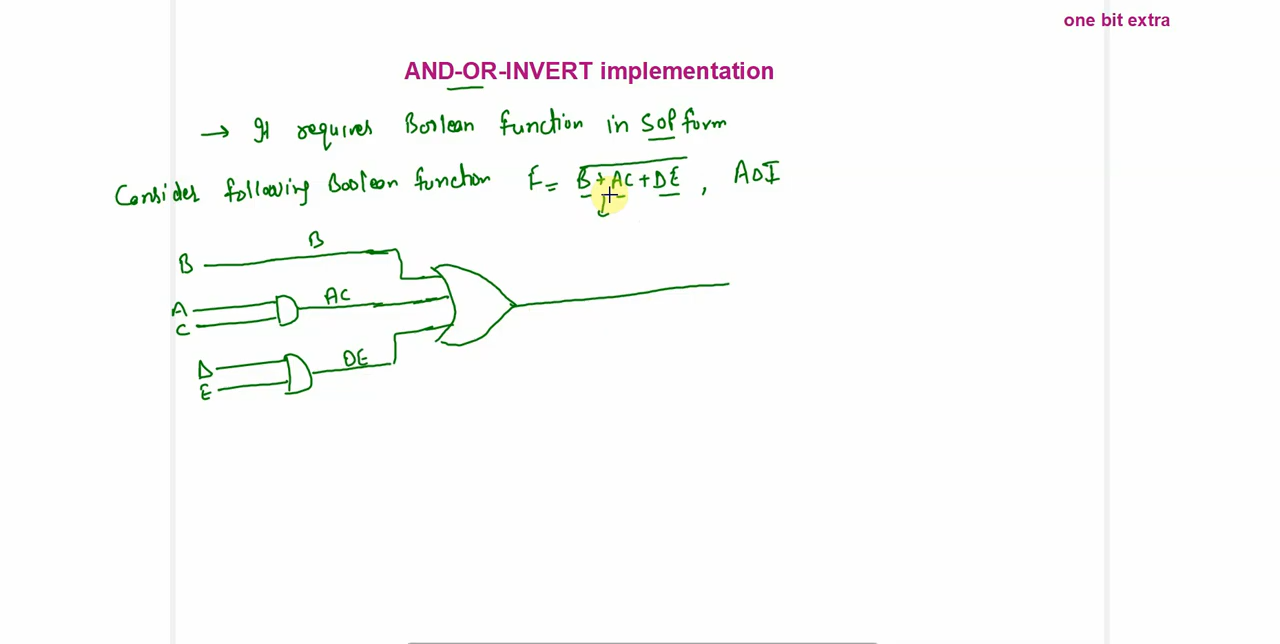 one bit extra
AND-OR-INVERT implementation
→ It requires Boolean function in SOP form
Consider following Boolean function F = \overline{B + AC + DE} , AOI
B
B
A
AC
C
D
DE
E